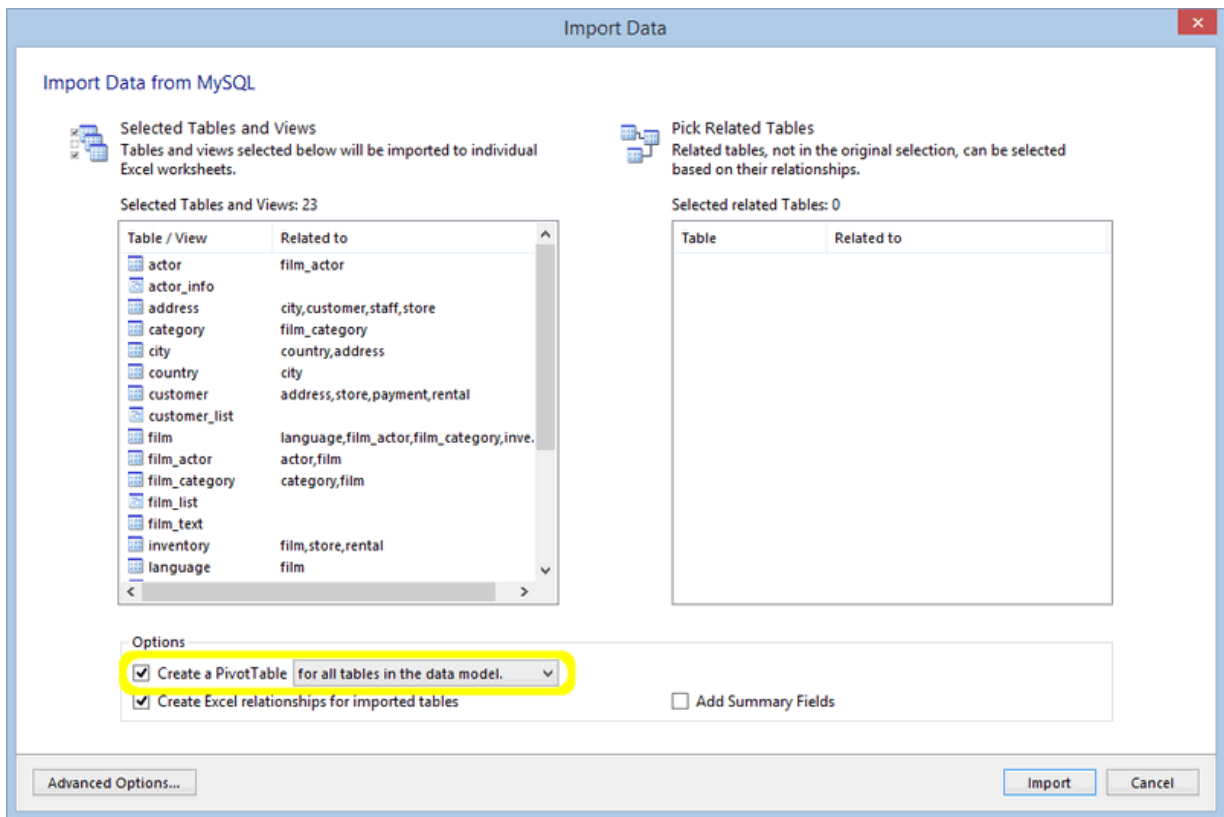 Import Data
Import Data from MySQL
Selected Tables and Views
Tables and views selected below will be imported to individual
Excel worksheets.
Selected Tables and Views: 23
Table / View Related to
actor film_actor
actor_info
address city,customer,staff,store
category film_category
city country,address
country city
customer address,store,payment,rental
customer_list
film language,film_actor,film_category,inve.
film_actor actor,film
film_category category,film
film_list
film_text
inventory film,store,rental
language film
Pick Related Tables
Related tables, not in the original selection, can be selected
based on their relationships.
Selected related Tables: 0
Table Related to
Options
Create a PivotTable for all tables in the data model.
Create Excel relationships for imported tables
Add Summary Fields
Advanced Options...
Import
Cancel